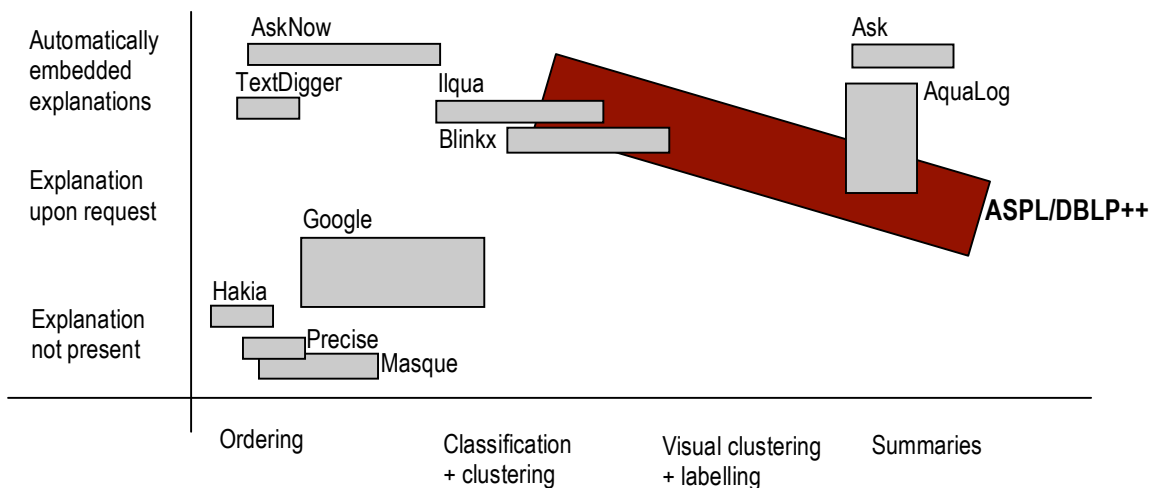 AskNow
Ask
Automatically
embedded
explanations
TextDigger
Ilqua
AquaLog
Blinkx
Explanation
upon request
ASPL/DBLP++
Google
Hakia
Explanation
not present
Precise
Masque
Ordering
Classification
+ clustering
Visual clustering
+ labelling
Summaries